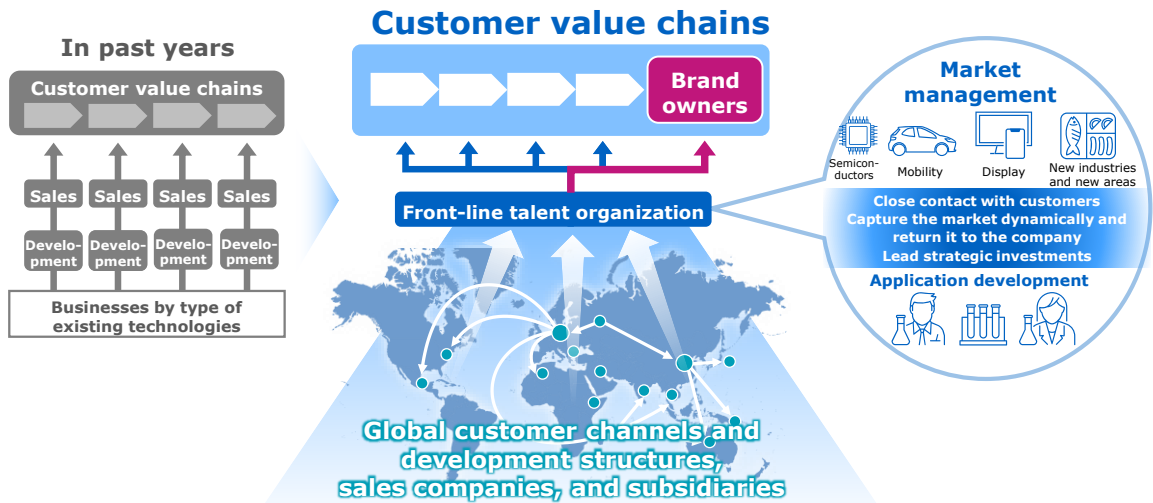 In past years
Customer value chains
Sales
Sales
Sales
Sales
Develo-
pment
Develo-
pment
Develo-
pment
Develo-
pment
Businesses by type of
existing technologies
Customer value chains
Brand
owners
Front-line talent organization
Global customer channels and
development structures,
sales companies, and subsidiaries
Market
management
Semicon-
ductors
Mobility
Display
New industries
and new areas
Close contact with customers
Capture the market dynamically and
return it to the company
Lead strategic investments
Application development